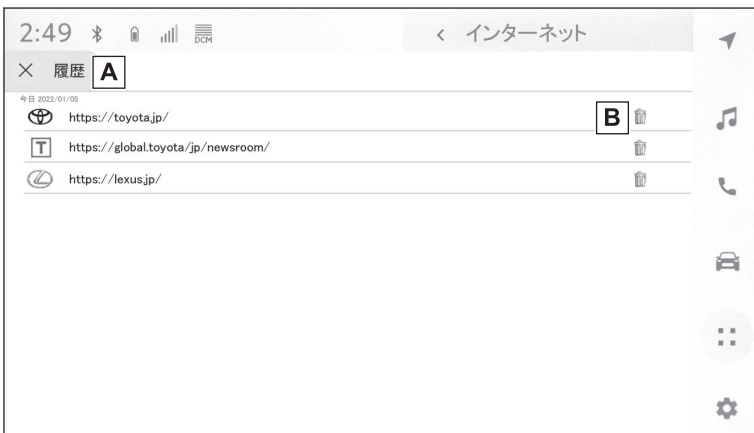 2:49 DCM < インターネット
× 履歴 A
今日 2022/01/05
https://toyota.jp/ B
T https://global.toyota/jp/newsroom/
https://lexus.jp/